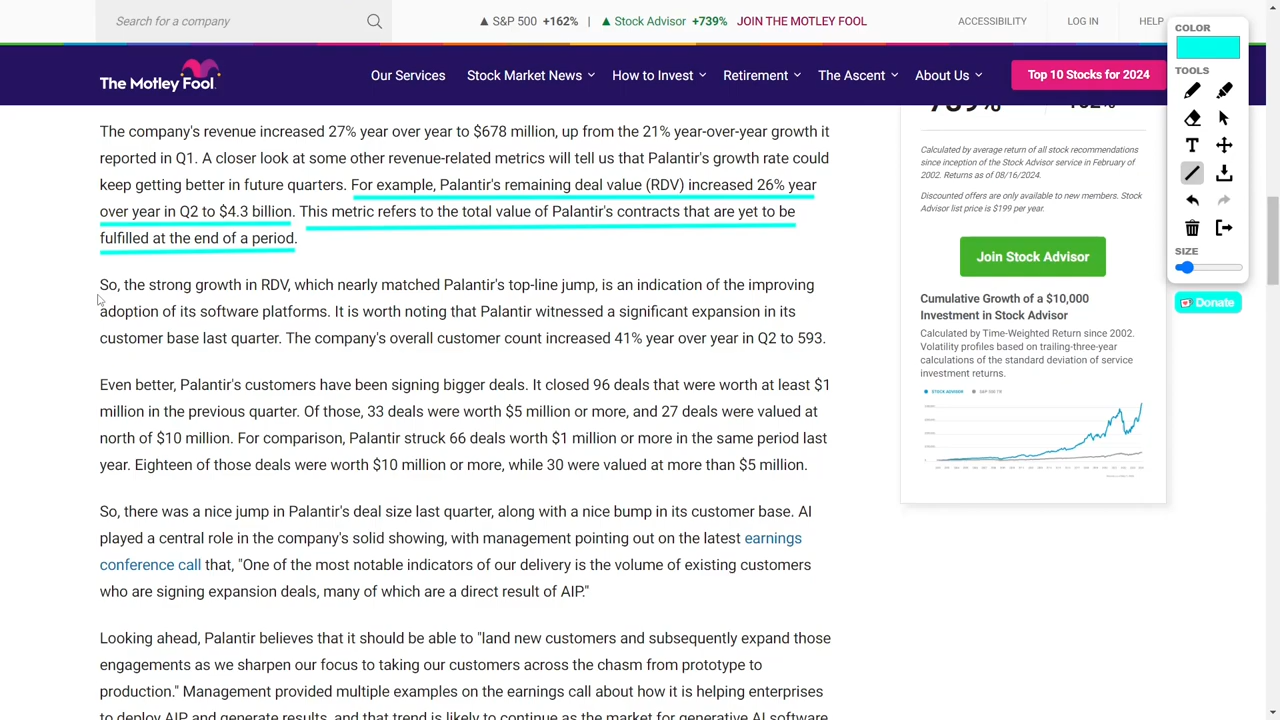 Search for a company
▲ S&P 500 +162% | ▲ Stock Advisor +739% JOIN THE MOTLEY FOOL
ACCESSIBILITY LOG IN HELP
The Motley Fool
Our Services Stock Market News How to Invest Retirement The Ascent About Us Top 10 Stocks for 2024
The company's revenue increased 27% year over year to $678 million, up from the 21% year-over-year growth it
reported in Q1. A closer look at some other revenue-related metrics will tell us that Palantir's growth rate could
keep getting better in future quarters. For example, Palantir's remaining deal value (RDV) increased 26% year
over year in Q2 to $4.3 billion. This metric refers to the total value of Palantir's contracts that are yet to be
fulfilled at the end of a period.
So, the strong growth in RDV, which nearly matched Palantir's top-line jump, is an indication of the improving
adoption of its software platforms. It is worth noting that Palantir witnessed a significant expansion in its
customer base last quarter. The company's overall customer count increased 41% year over year in Q2 to 593.
Even better, Palantir's customers have been signing bigger deals. It closed 96 deals that were worth at least $1
million in the previous quarter. Of those, 33 deals were worth $5 million or more, and 27 deals were valued at
north of $10 million. For comparison, Palantir struck 66 deals worth $1 million or more in the same period last
year. Eighteen of those deals were worth $10 million or more, while 30 were valued at more than $5 million.
So, there was a nice jump in Palantir's deal size last quarter, along with a nice bump in its customer base. AI
played a central role in the company's solid showing, with management pointing out on the latest earnings
conference call that, "One of the most notable indicators of our delivery is the volume of existing customers
who are signing expansion deals, many of which are a direct result of AIP."
Looking ahead, Palantir believes that it should be able to "land new customers and subsequently expand those
engagements as we sharpen our focus to taking our customers across the chasm from prototype to
production." Management provided multiple examples on the earnings call about how it is helping enterprises
to deploy AIP and generate results, and that trend is likely to continue as the market for generative AI software
Calculated by average return of all stock recommendations
since inception of the Stock Advisor service in February of
2002. Returns as of 08/16/2024.
Discounted offers are only available to new members. Stock
Advisor list price is $199 per year.
Join Stock Advisor
Cumulative Growth of a $10,000
Investment in Stock Advisor
Calculated by Time-Weighted Return since 2002.
Volatility profiles based on trailing-three-year
calculations of the standard deviation of service
investment returns.
STOCK ADVISOR
COLOR
TOOLS
T
SIZE
Donate